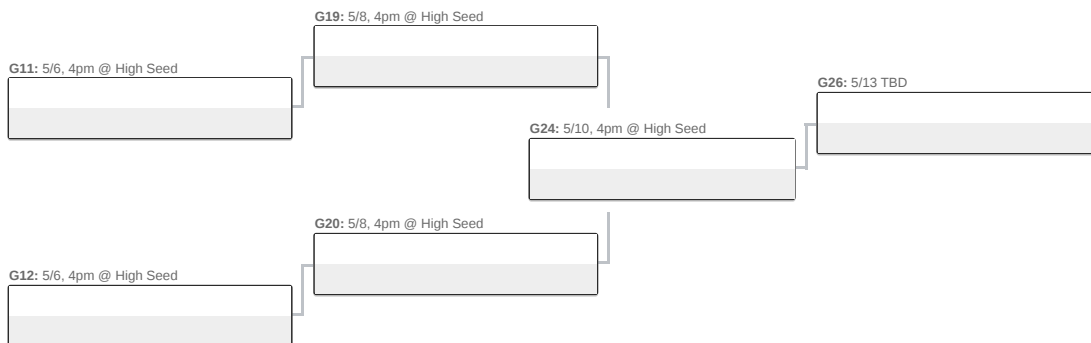 G19: 5/8, 4pm @ High Seed
G11: 5/6, 4pm @ High Seed
G26: 5/13 TBD
G24: 5/10, 4pm @ High Seed
G20: 5/8, 4pm @ High Seed
G12: 5/6, 4pm @ High Seed